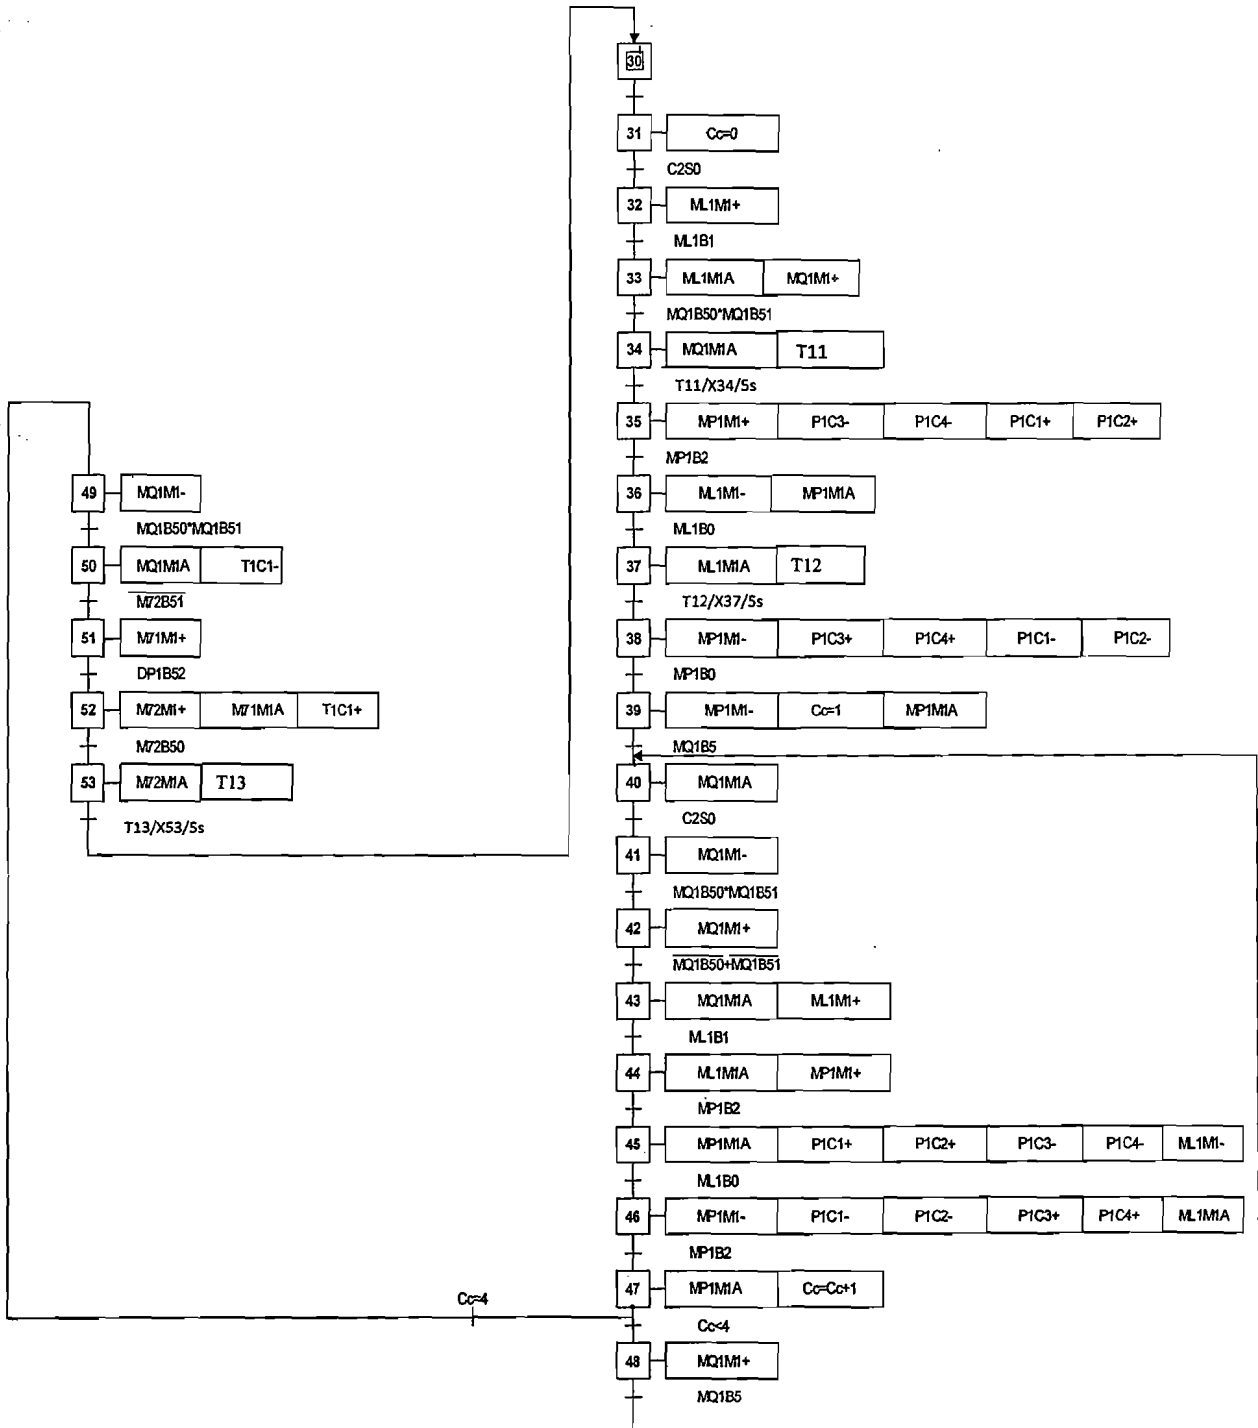 30
31 Cc=0
C2S0
32 ML1M1+
ML1B1
33 ML1M1A MQ1M1+
MQ1B50*MQ1B51
34 MQ1M1A T11
T11/X34/5s
35 MP1M1+ P1C3- P1C4- P1C1+ P1C2+
MP1B2
36 ML1M1- MP1M1A
ML1B0
37 ML1M1A T12
T12/X37/5s
38 MP1M1- P1C3+ P1C4+ P1C1- P1C2-
MP1B0
39 MP1M1- Cc=1 MP1M1A
MQ1B5
40 MQ1M1A
C2S0
41 MQ1M1-
MQ1B50*MQ1B51
42 MQ1M1+
MQ1B50+MQ1B51
43 MQ1M1A ML1M1+
ML1B1
44 ML1M1A MP1M1+
MP1B2
45 MP1M1A P1C1+ P1C2+ P1C3- P1C4- ML1M1-
ML1B0
46 MP1M1- P1C1- P1C2- P1C3+ P1C4+ ML1M1A
MP1B2
47 MP1M1A Cc=Cc+1
Cc=4
Cc<4
48 MQ1M1+
MQ1B5
49 MQ1M1-
MQ1B50*MQ1B51
50 MQ1M1A T1C1-
M72B51
51 M71M1+
DP1B52
52 M72M1+ M71M1A T1C1+
M72B50
53 M72M1A T13
T13/X53/5s